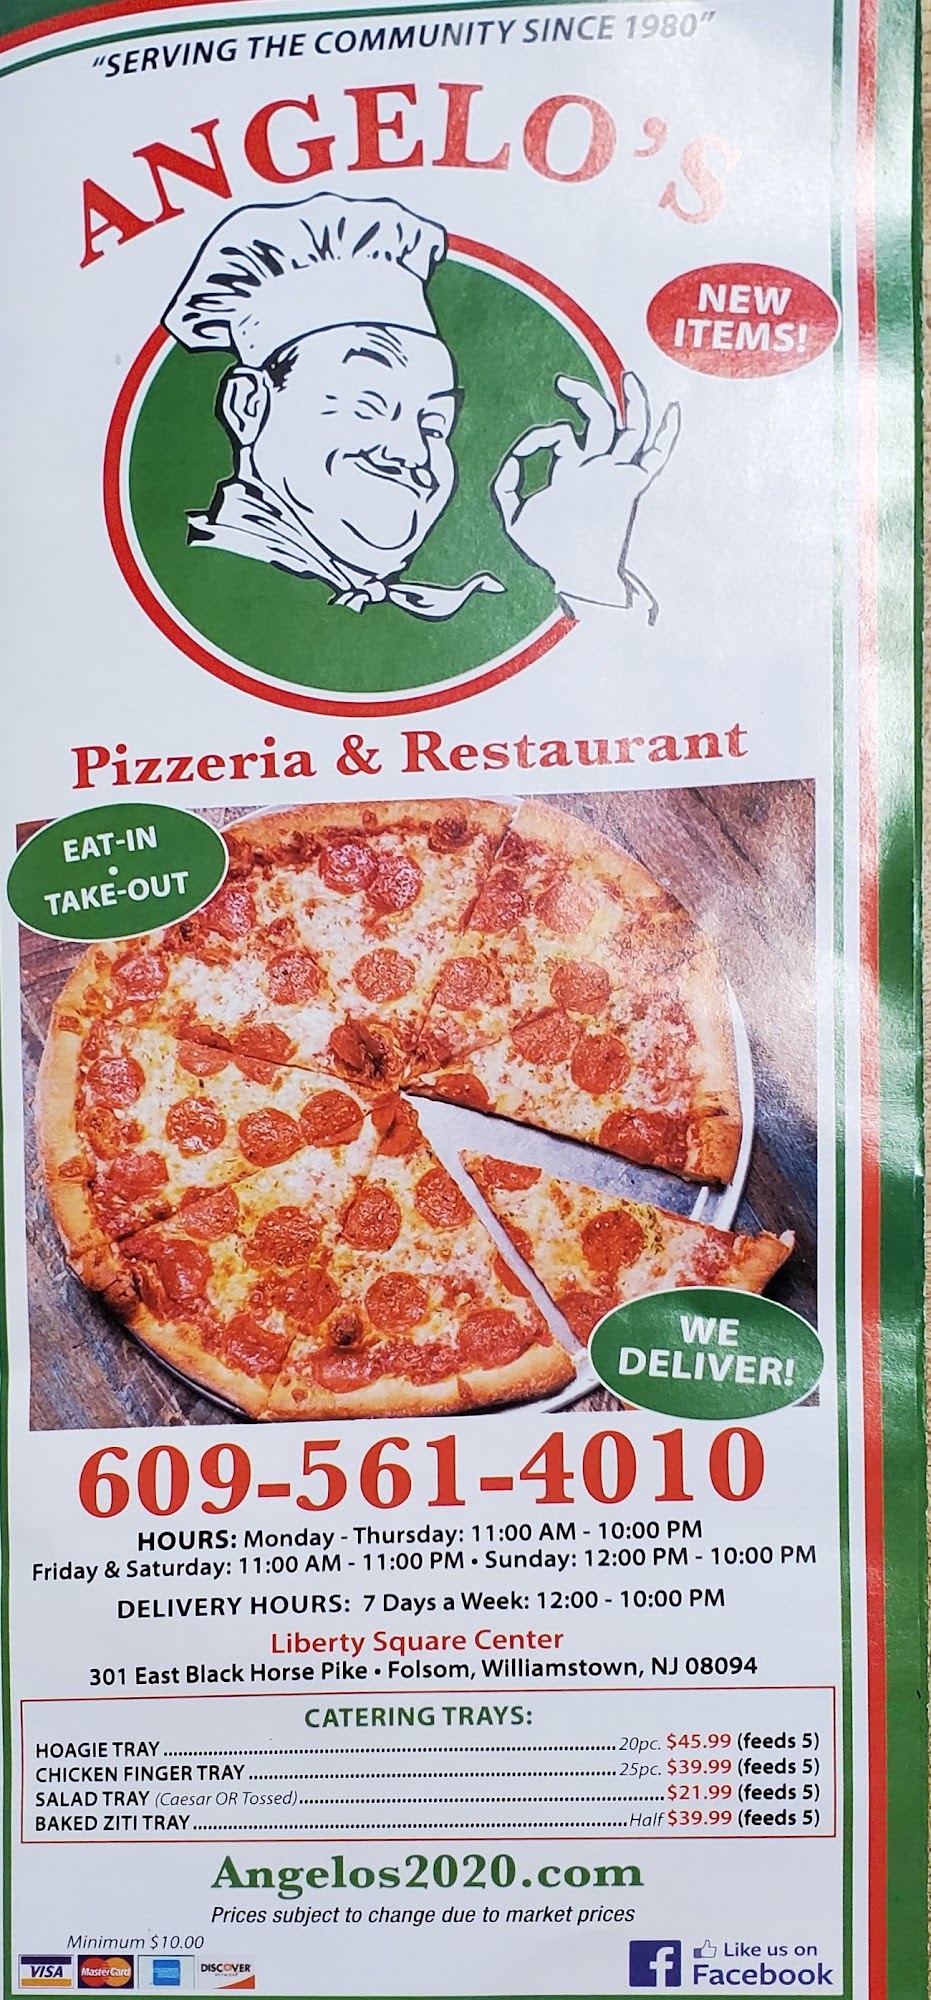 "SERVING THE COMMUNITY SINCE 1980"
ANGELO'S
NEW
ITEMS!
Pizzeria & Restaurant
EAT-IN
•
TAKE-OUT
WE
DELIVER!
609-561-4010
HOURS: Monday - Thursday: 11:00 AM - 10:00 PM
Friday & Saturday: 11:00 AM - 11:00 PM • Sunday: 12:00 PM - 10:00 PM
DELIVERY HOURS: 7 Days a Week: 12:00 - 10:00 PM
Liberty Square Center
301 East Black Horse Pike • Folsom, Williamstown, NJ 08094
CATERING TRAYS:
HOAGIE TRAY 20pc. $45.99 (feeds 5)
CHICKEN FINGER TRAY 25pc. $39.99 (feeds 5)
SALAD TRAY (Caesar OR Tossed) $21.99 (feeds 5)
BAKED ZITI TRAY Half $39.99 (feeds 5)
Angelos2020.com
Prices subject to change due to market prices
Minimum $10.00
VISA MasterCard DISCOVER
f Like us on
Facebook